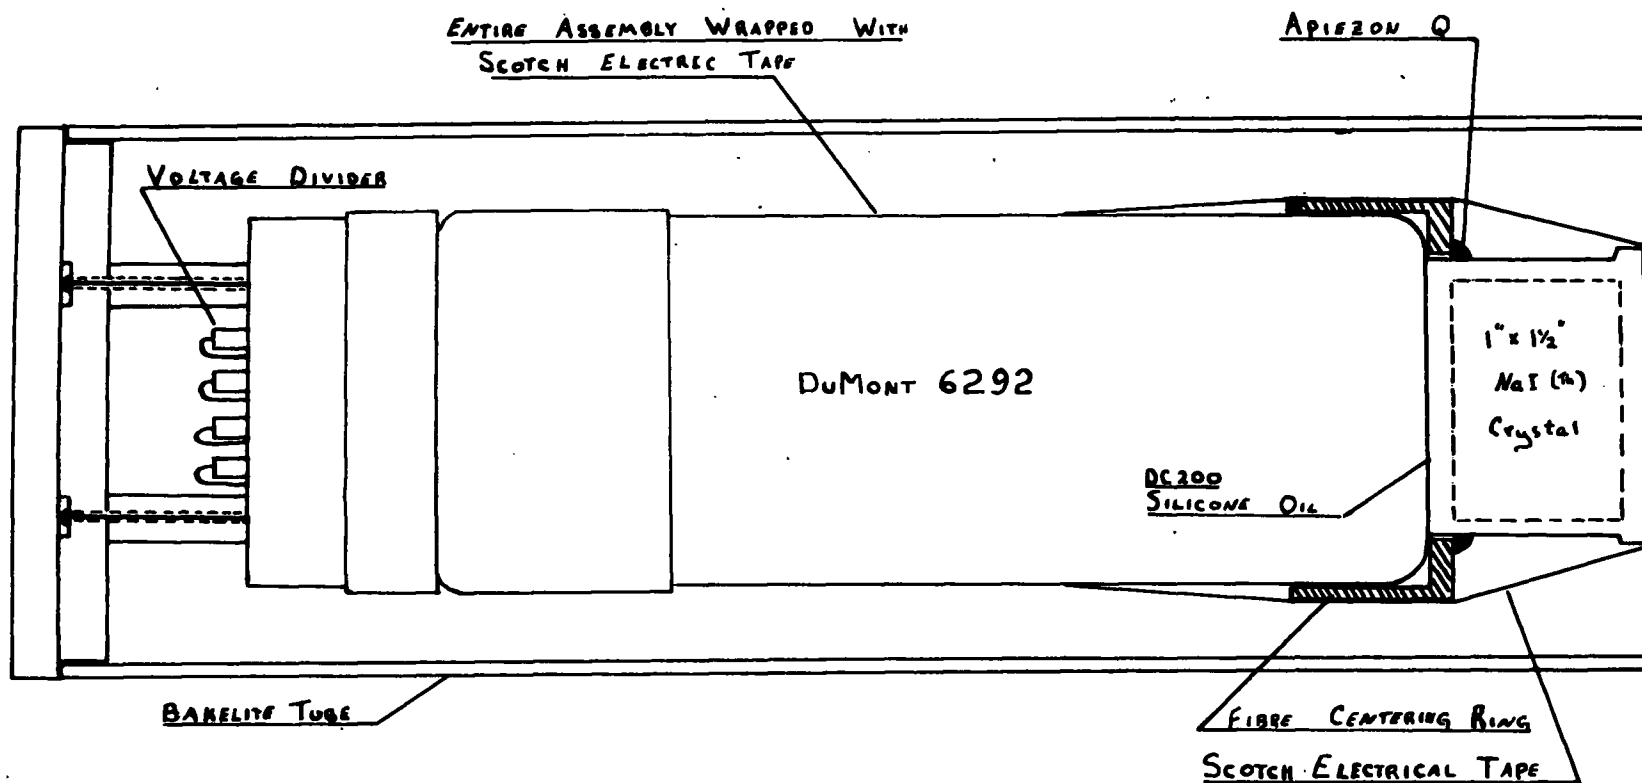 ENTIRE ASSEMBLY WRAPPED WITH
SCOTCH ELECTRIC TAPE
APIEZON Q
VOLTAGE DIVIDER
DUMONT 6292
1" x 1½"
NaI (Th)
Crystal
DC200
SILICONE OIL
BAKELITE TUBE
FIBRE CENTERING RING
SCOTCH ELECTRICAL TAPE